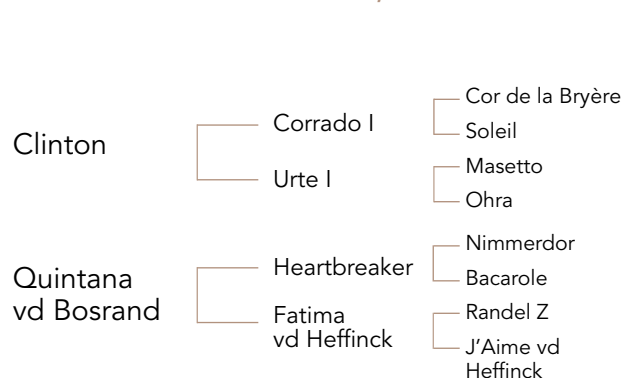 Clinton
Corrado I
Cor de la Bryère
Soleil
Urte I
Masetto
Ohra
Quintana
vd Bosrand
Heartbreaker
Nimmerdor
Bacarole
Fatima
vd Heffinck
Randel Z
J'Aime vd
Heffinck